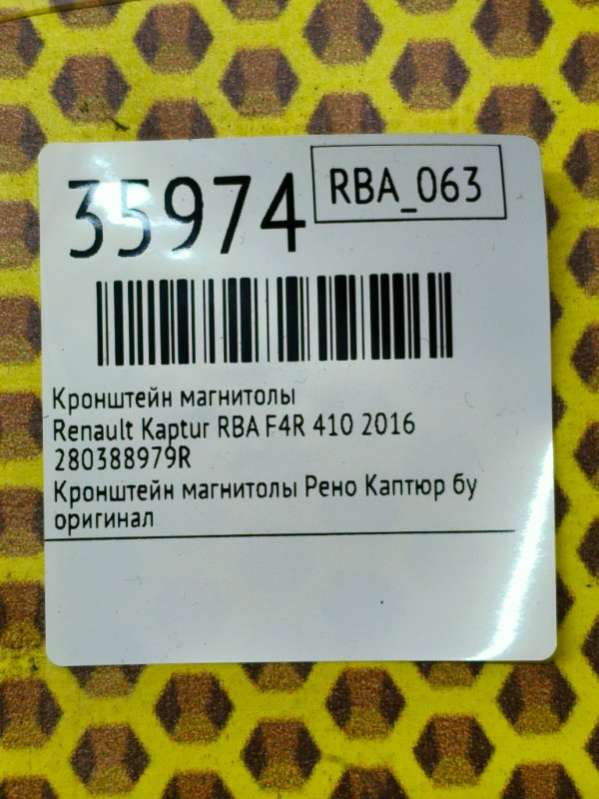 35974
RBA_063
Кронштейн магнитолы
Renault Kaptur RBA F4R 410 2016
280388979R
Кронштейн магнитолы Рено Каптюр бу
оригинал